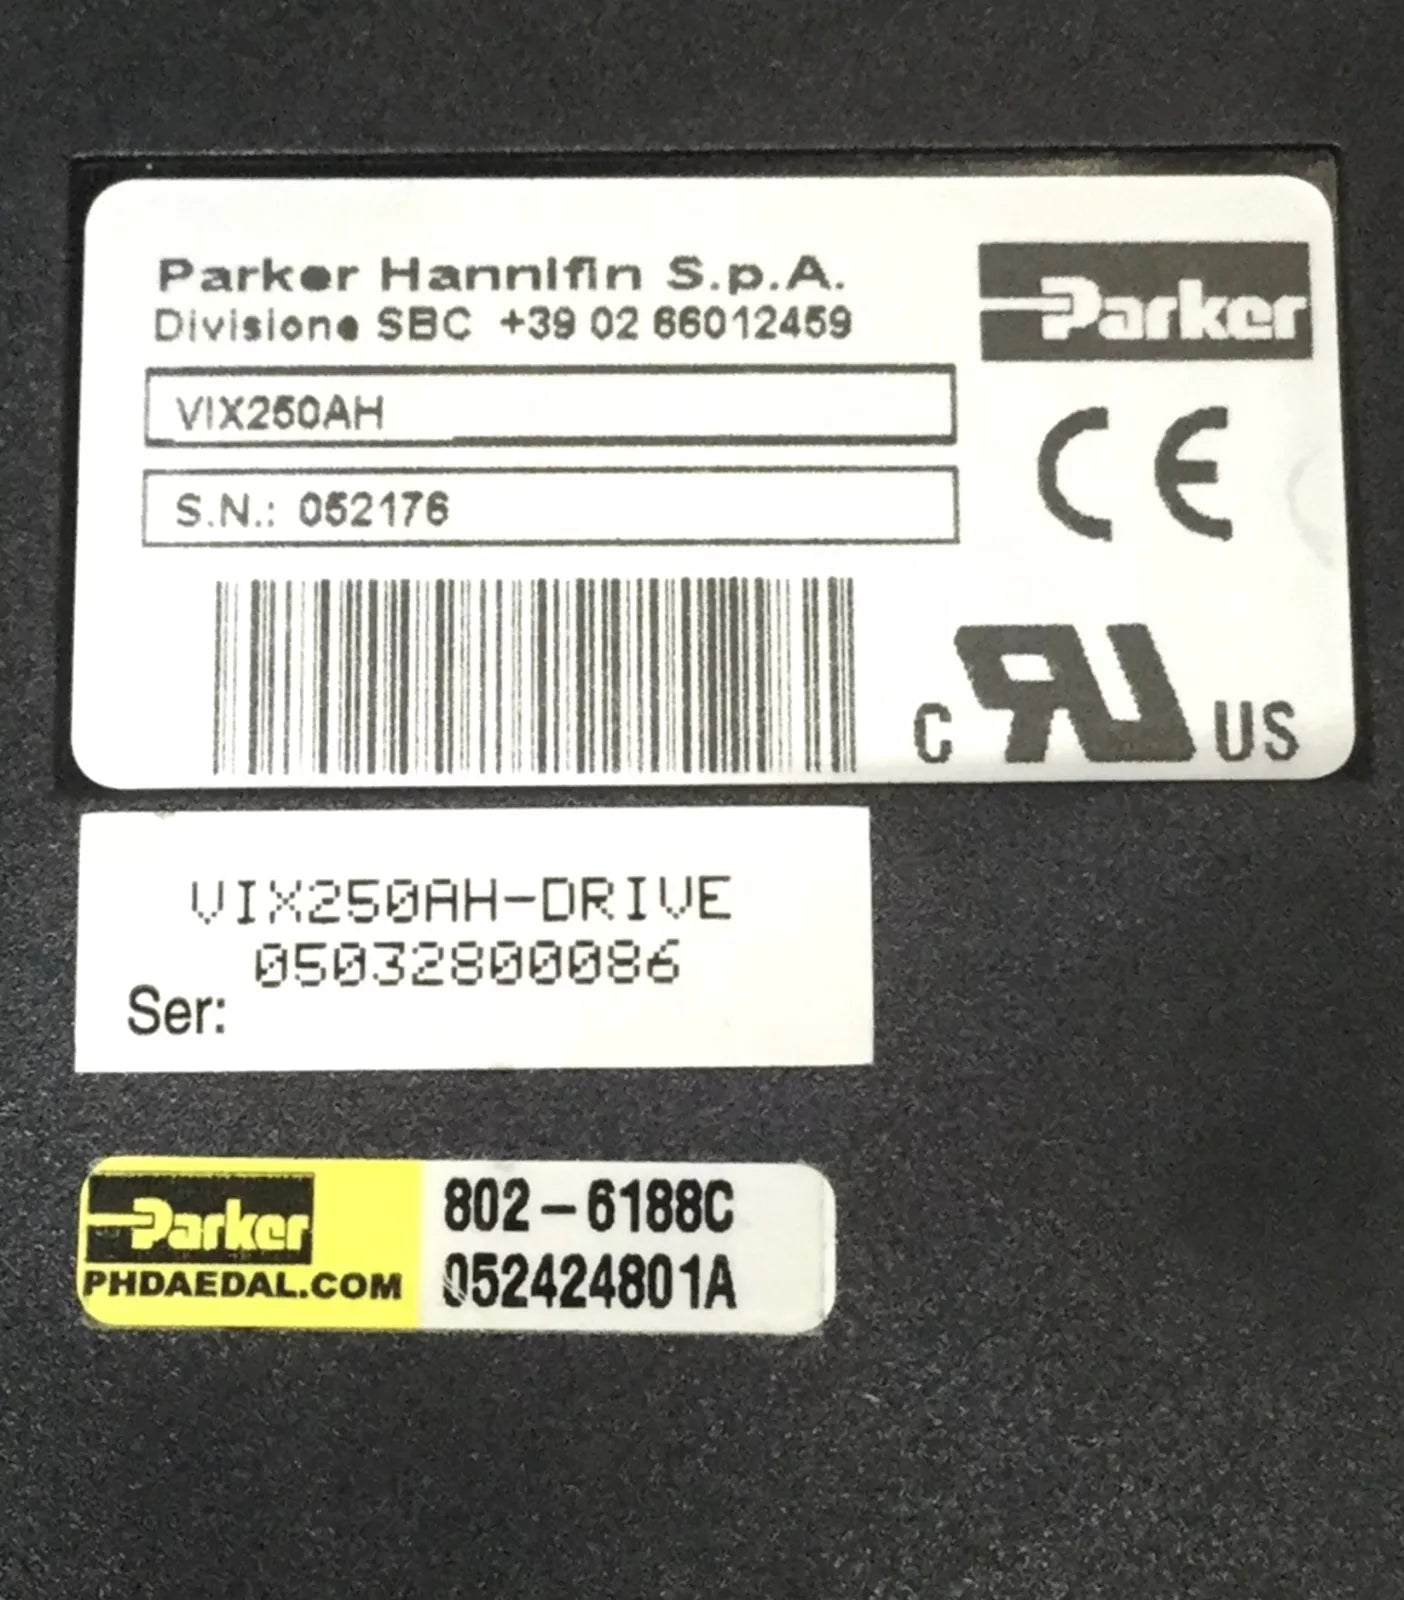 Parker Hannifin S.p.A.
Divisione SBC +39 02 66012459
Parker
VIX250AH
CE
S.N.: 052176
C RU US
VIX250AH-DRIVE
05032800086
Ser:
Parker
802-6188C
PHDAEDAL.COM
052424801A